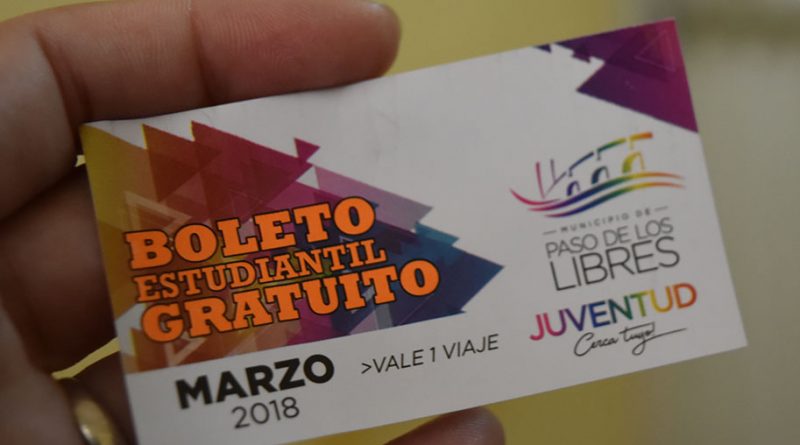 BOLETO
ESTUDIANTIL
GRATUITO
MARZO
2018
>VALE 1 VIAJE
MUNICIPIO DE
PASO DE LOS
LIBRES
JUVENTUD
Cerca tuyo!